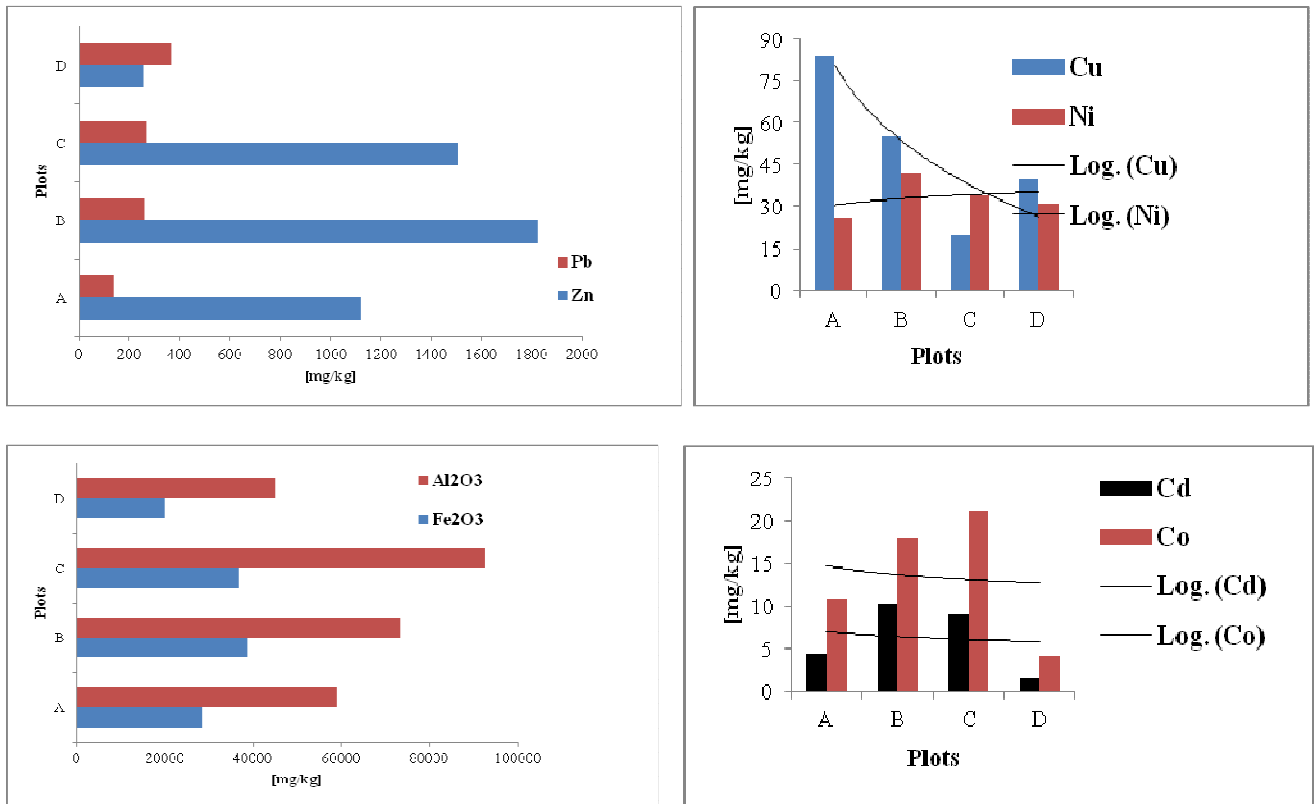 D
C
B
A
Plots
Pb
Zn
0 200 400 600 800 1000 1200 1400 1600 1800 2000
[mg/kg]
90
75
60
45
30
15
0
[mg/kg]
A B C D
Plots
Cu
Ni
Log. (Cu)
Log. (Ni)
D
C
B
A
Plots
Al2O3
Fe2O3
0 20000 40000 60000 80000 100000
[mg/kg]
25
20
15
10
5
0
[mg/kg]
A B C D
Plots
Cd
Co
Log. (Cd)
Log. (Co)